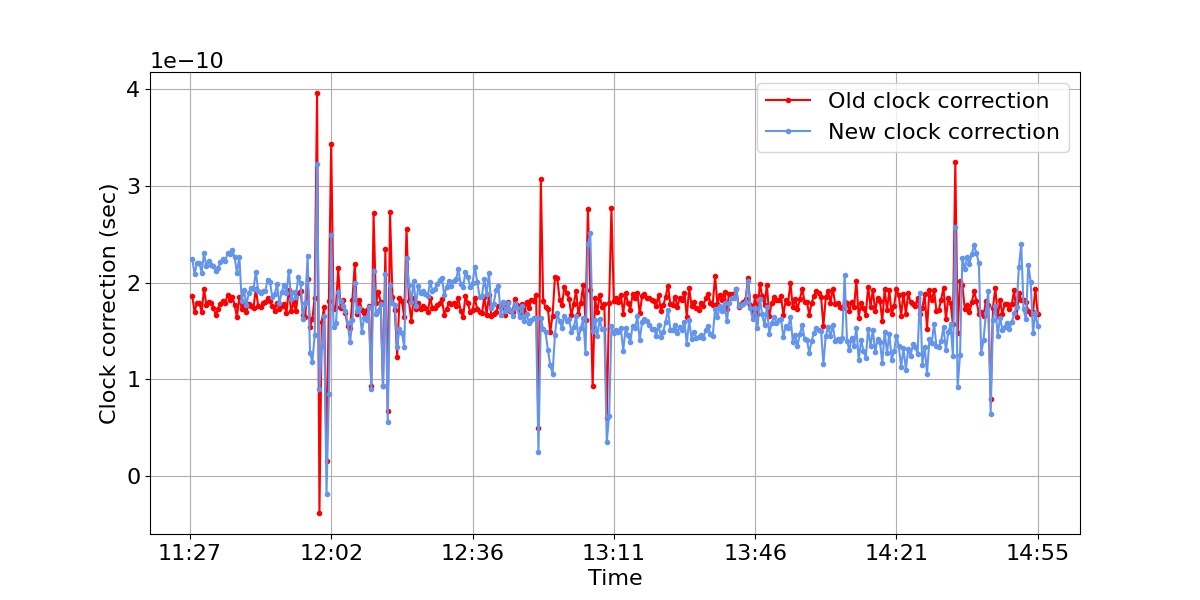 1e−10
4
3
2
1
0
Clock correction (sec)
Old clock correction
New clock correction
11:27 12:02 12:36 13:11 13:46 14:21 14:55
Time